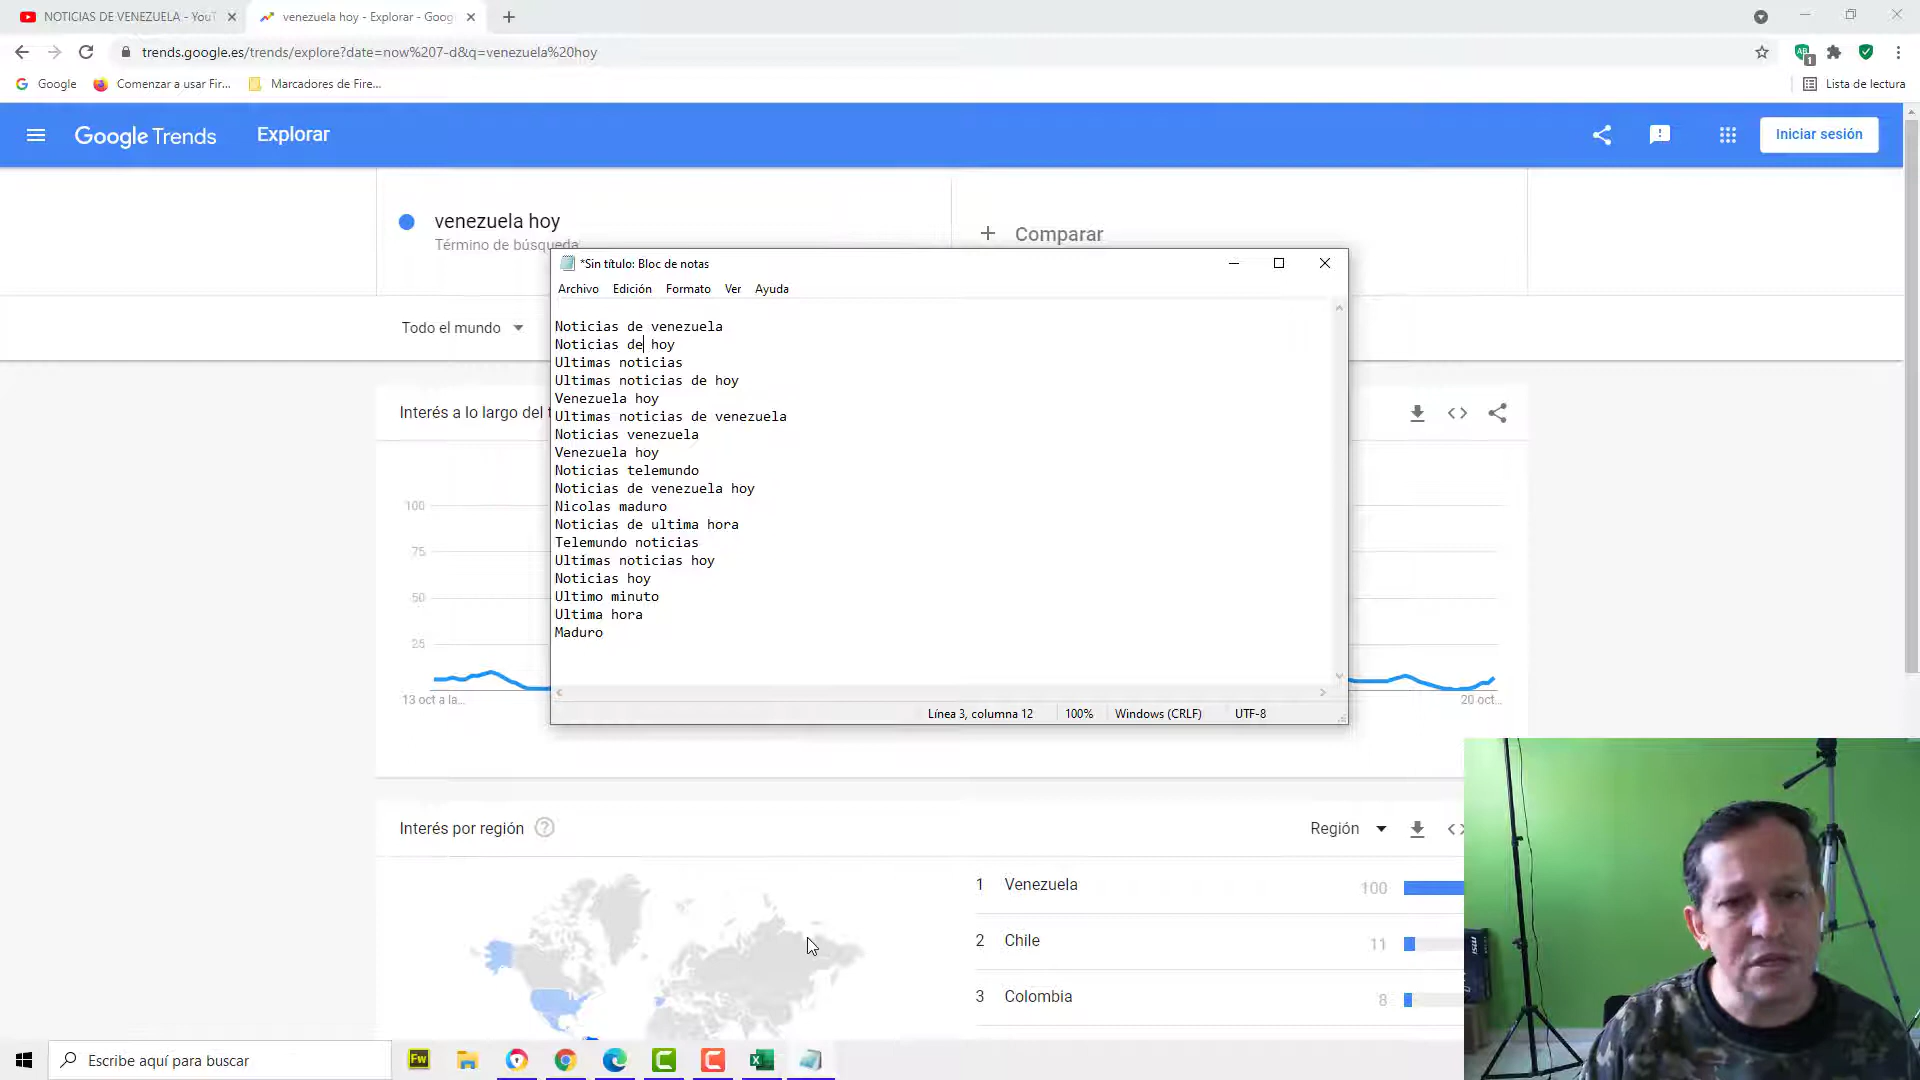 NOTICIAS DE VENEZUELA - YouT
venezuela hoy - Explorar - Goog
trends.google.es/trends/explore?date=now%207-d&q=venezuela%20hoy
1
Google
Comenzar a usar Fir...
Marcadores de Fire...
Lista de lectura
Google Trends
Explorar
Iniciar sesión
venezuela hoy
Término de búsqueda
+ Comparar
Todo el mundo
*Sin título: Bloc de notas
Archivo Edición Formato Ver Ayuda
Noticias de venezuela
Noticias de hoy
Ultimas noticias
Ultimas noticias de hoy
Venezuela hoy
Ultimas noticias de venezuela
Noticias venezuela
Venezuela hoy
Noticias telemundo
Noticias de venezuela hoy
Nicolas maduro
Noticias de ultima hora
Telemundo noticias
Ultimas noticias hoy
Noticias hoy
Ultimo minuto
Ultima hora
Maduro
Línea 3, columna 12 100% Windows (CRLF) UTF-8
Interés a lo largo del t
100
75
50
25
13 oct a la...
20 oct...
Interés por región ?
Región
1 Venezuela 100
2 Chile 11
3 Colombia 8
Escribe aquí para buscar
Fw
msi